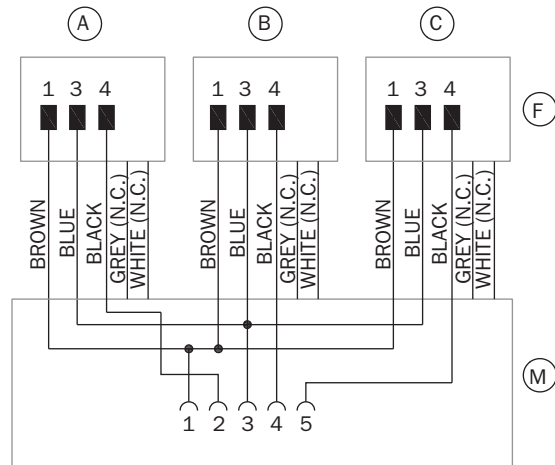 A B C
1 3 4 1 3 4 1 3 4
F
BROWN BLUE BLACK GREY (N.C.) WHITE (N.C.) BROWN BLUE BLACK GREY (N.C.) WHITE (N.C.) BROWN BLUE BLACK GREY (N.C.) WHITE (N.C.)
M
1 2 3 4 5